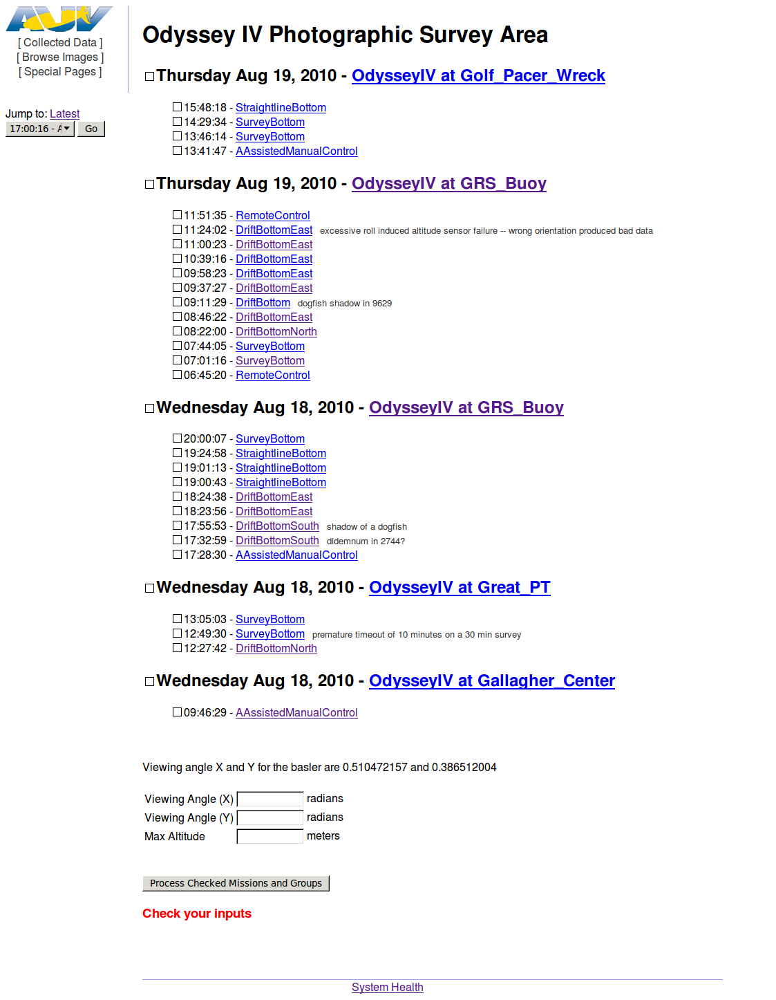 AUV
[ Collected Data ]
[ Browse Images ]
[ Special Pages ]
Jump to: Latest
17:00:16 - A Go
Odyssey IV Photographic Survey Area
Thursday Aug 19, 2010 - OdysseyIV at Golf_Pacer_Wreck
15:48:18 - StraightlineBottom
14:29:34 - SurveyBottom
13:46:14 - SurveyBottom
13:41:47 - AAssistedManualControl
Thursday Aug 19, 2010 - OdysseyIV at GRS_Buoy
11:51:35 - RemoteControl
11:24:02 - DriftBottomEast excessive roll induced altitude sensor failure -- wrong orientation produced bad data
11:00:23 - DriftBottomEast
10:39:16 - DriftBottomEast
09:58:23 - DriftBottomEast
09:37:27 - DriftBottomEast
09:11:29 - DriftBottom dogfish shadow in 9629
08:46:22 - DriftBottomEast
08:22:00 - DriftBottomNorth
07:44:05 - SurveyBottom
07:01:16 - SurveyBottom
06:45:20 - RemoteControl
Wednesday Aug 18, 2010 - OdysseyIV at GRS_Buoy
20:00:07 - SurveyBottom
19:24:58 - StraightlineBottom
19:01:13 - StraightlineBottom
19:00:43 - StraightlineBottom
18:24:38 - DriftBottomEast
18:23:56 - DriftBottomEast
17:55:53 - DriftBottomSouth shadow of a dogfish
17:32:59 - DriftBottomSouth didemnum in 2744?
17:28:30 - AAssistedManualControl
Wednesday Aug 18, 2010 - OdysseyIV at Great_PT
13:05:03 - SurveyBottom
12:49:30 - SurveyBottom premature timeout of 10 minutes on a 30 min survey
12:27:42 - DriftBottomNorth
Wednesday Aug 18, 2010 - OdysseyIV at Gallagher_Center
09:46:29 - AAssistedManualControl
Viewing angle X and Y for the basler are 0.510472157 and 0.386512004
Viewing Angle (X) radians
Viewing Angle (Y) radians
Max Altitude meters
Process Checked Missions and Groups
Check your inputs
System Health